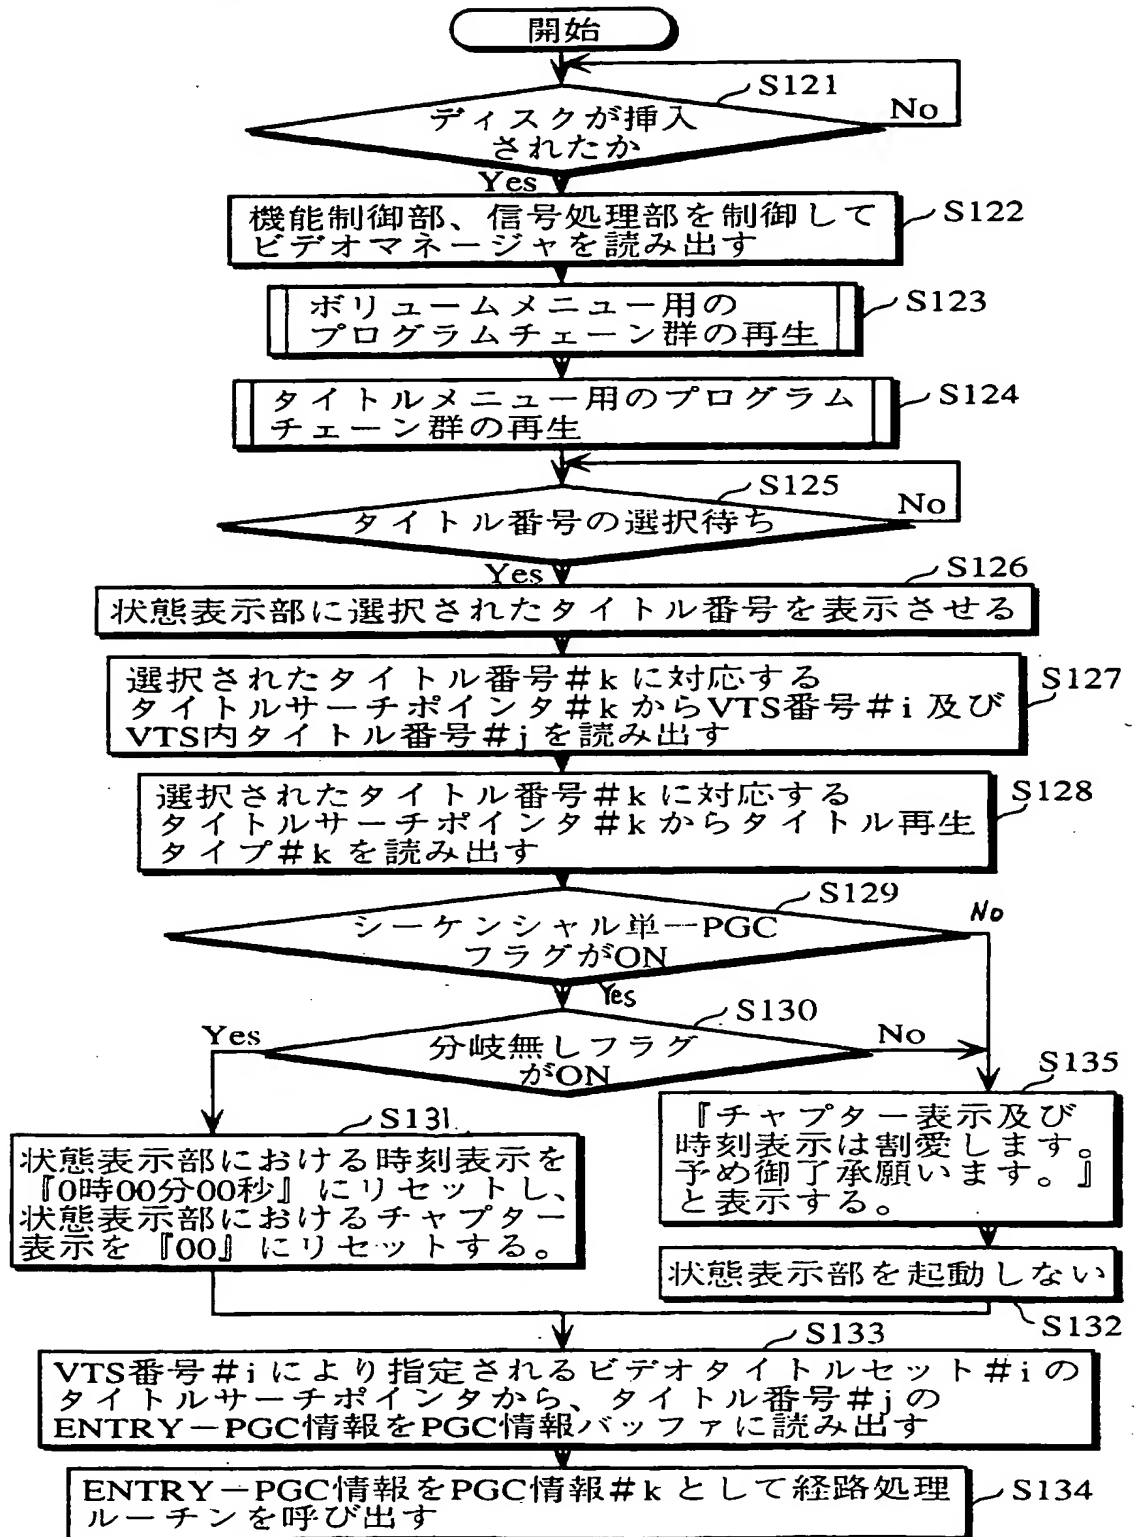 開始
S121
ディスクが挿入
されたか
No
Yes
機能制御部、信号処理部を制御して
ビデオマネージャを読み出す
S122
ボリュームメニュー用の
プログラムチェーン群の再生
S123
タイトルメニュー用のプログラム
チェーン群の再生
S124
S125
タイトル番号の選択待ち
No
Yes
S126
状態表示部に選択されたタイトル番号を表示させる
選択されたタイトル番号#kに対応する
タイトルサーチポインタ#kからVTS番号#i及び
VTS内タイトル番号#jを読み出す
S127
選択されたタイトル番号#kに対応する
タイトルサーチポインタ#kからタイトル再生
タイプ#kを読み出す
S128
S129
シーケンシャル単一PGC
フラグがON
No
Yes
S130
分岐無しフラグ
がON
Yes
No
S131
状態表示部における時刻表示を
『0時00分00秒』にリセットし、
状態表示部におけるチャプター
表示を『00』にリセットする。
S135
『チャプター表示及び
時刻表示は割愛します。
予め御了承願います。』
と表示する。
状態表示部を起動しない
S132
S133
VTS番号#iにより指定されるビデオタイトルセット#iの
タイトルサーチポインタから、タイトル番号#jの
ENTRY－PGC情報をPGC情報バッファに読み出す
ENTRY－PGC情報をPGC情報#kとして経路処理
ルーチンを呼び出す
S134